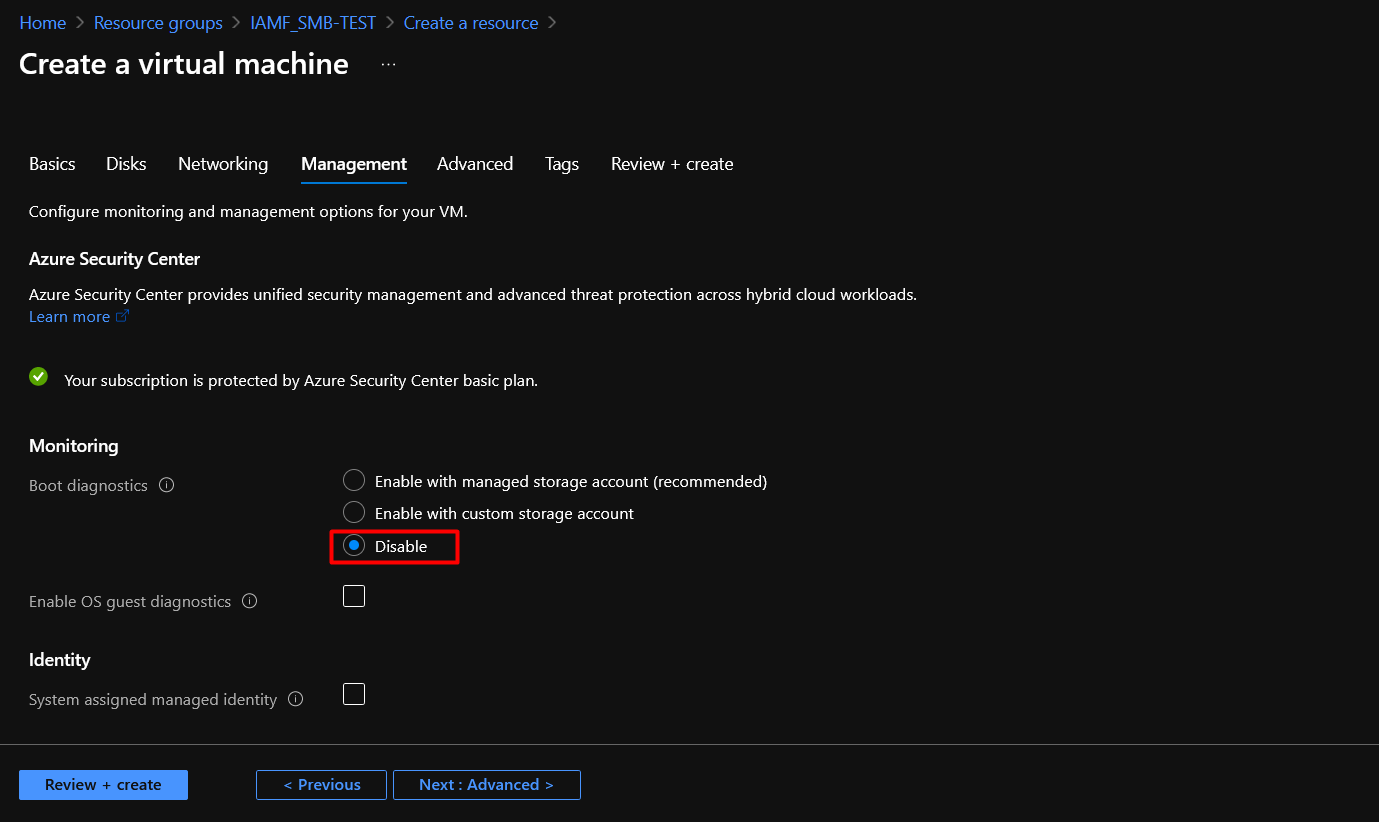 Home > Resource groups > IAMF_SMB-TEST > Create a resource >
Create a virtual machine ...
Basics Disks Networking Management Advanced Tags Review + create
Configure monitoring and management options for your VM.
Azure Security Center
Azure Security Center provides unified security management and advanced threat protection across hybrid cloud workloads.
Learn more
Your subscription is protected by Azure Security Center basic plan.
Monitoring
Boot diagnostics
Enable with managed storage account (recommended)
Enable with custom storage account
Disable
Enable OS guest diagnostics
Identity
System assigned managed identity
Review + create < Previous Next : Advanced >